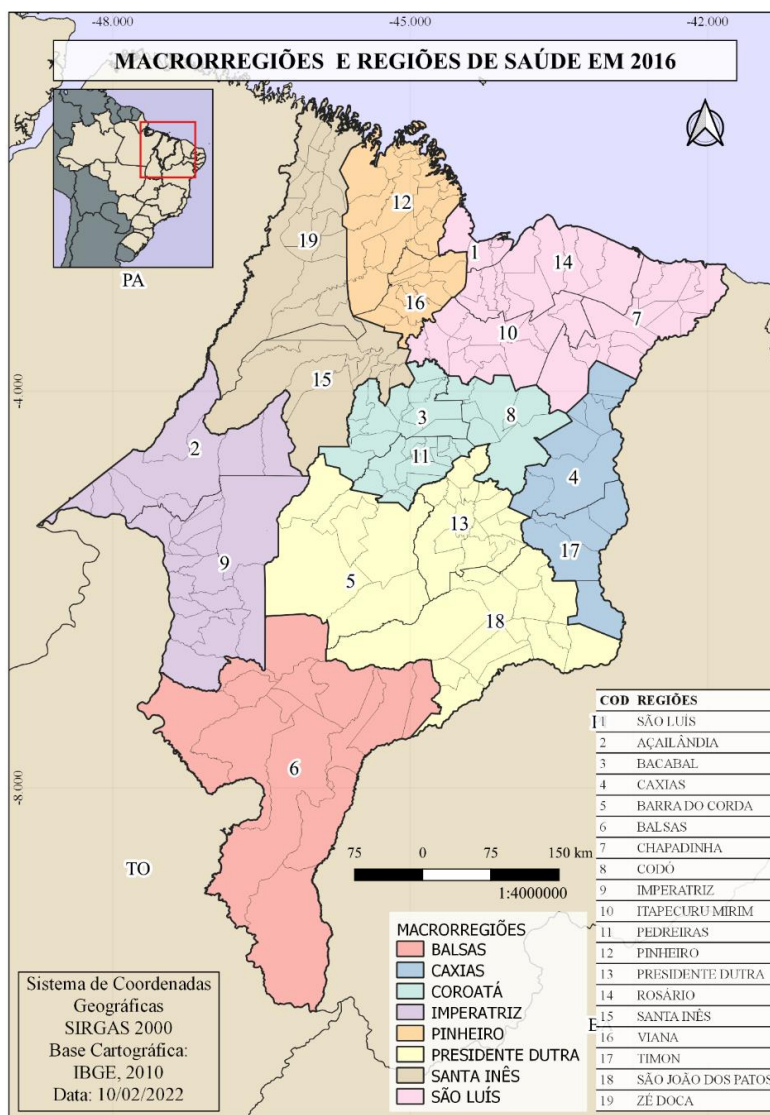 -48.000
-45.000
-42.000
MACRORREGIÕES E REGIÕES DE SAÚDE EM 2016
12
19
PA
1
14
16
10
7
-4.000
15
3
8
2
11
4
13
17
9
5
18
6
-8.000
TO
75 0 75 150 km
1:4000000
COD REGIÕES
1 SÃO LUÍS
2 AÇAILÂNDIA
3 BACABAL
4 CAXIAS
5 BARRA DO CORDA
6 BALSAS
7 CHAPADINHA
8 CODÓ
9 IMPERATRIZ
10 ITAPECURU MIRIM
11 PEDREIRAS
12 PINHEIRO
13 PRESIDENTE DUTRA
14 ROSÁRIO
15 SANTA INÊS
16 VIANA
17 TIMON
18 SÃO JOÃO DOS PATOS
19 ZÉ DOCA
MACRORREGIÕES
BALSAS
CAXIAS
COROATÁ
IMPERATRIZ
PINHEIRO
PRESIDENTE DUTRA
SANTA INÊS
SÃO LUÍS
Sistema de Coordenadas
Geográficas
SIRGAS 2000
Base Cartográfica:
IBGE, 2010
Data: 10/02/2022